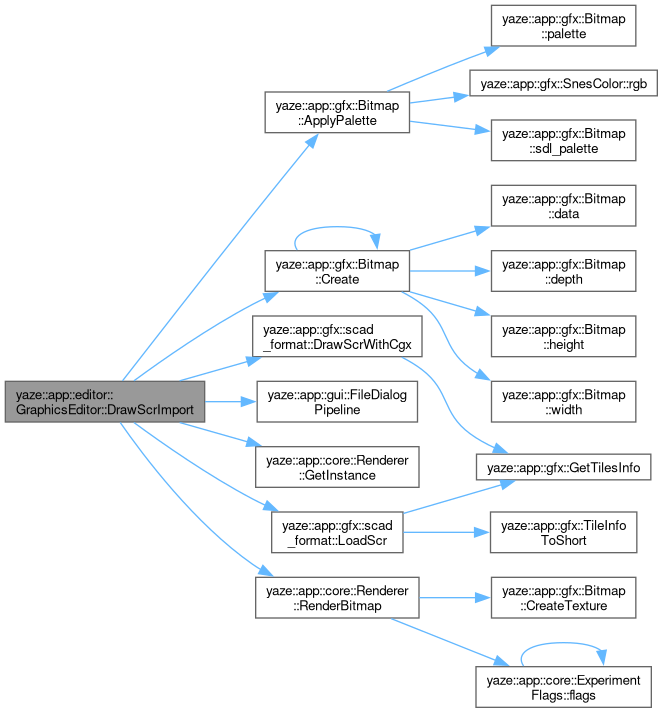 yaze::app::editor::
GraphicsEditor::DrawScrImport
yaze::app::gfx::Bitmap
::ApplyPalette
yaze::app::gfx::Bitmap
::palette
yaze::app::gfx::SnesColor::rgb
yaze::app::gfx::Bitmap
::sdl_palette
yaze::app::gfx::Bitmap
::Create
yaze::app::gfx::Bitmap
::data
yaze::app::gfx::Bitmap
::depth
yaze::app::gfx::Bitmap
::height
yaze::app::gfx::Bitmap
::width
yaze::app::gfx::scad
_format::DrawScrWithCgx
yaze::app::gui::FileDialog
Pipeline
yaze::app::core::Renderer
::GetInstance
yaze::app::gfx::scad
_format::LoadScr
yaze::app::gfx::GetTilesInfo
yaze::app::gfx::TileInfo
ToShort
yaze::app::core::Renderer
::RenderBitmap
yaze::app::gfx::Bitmap
::CreateTexture
yaze::app::core::Experiment
Flags::flags